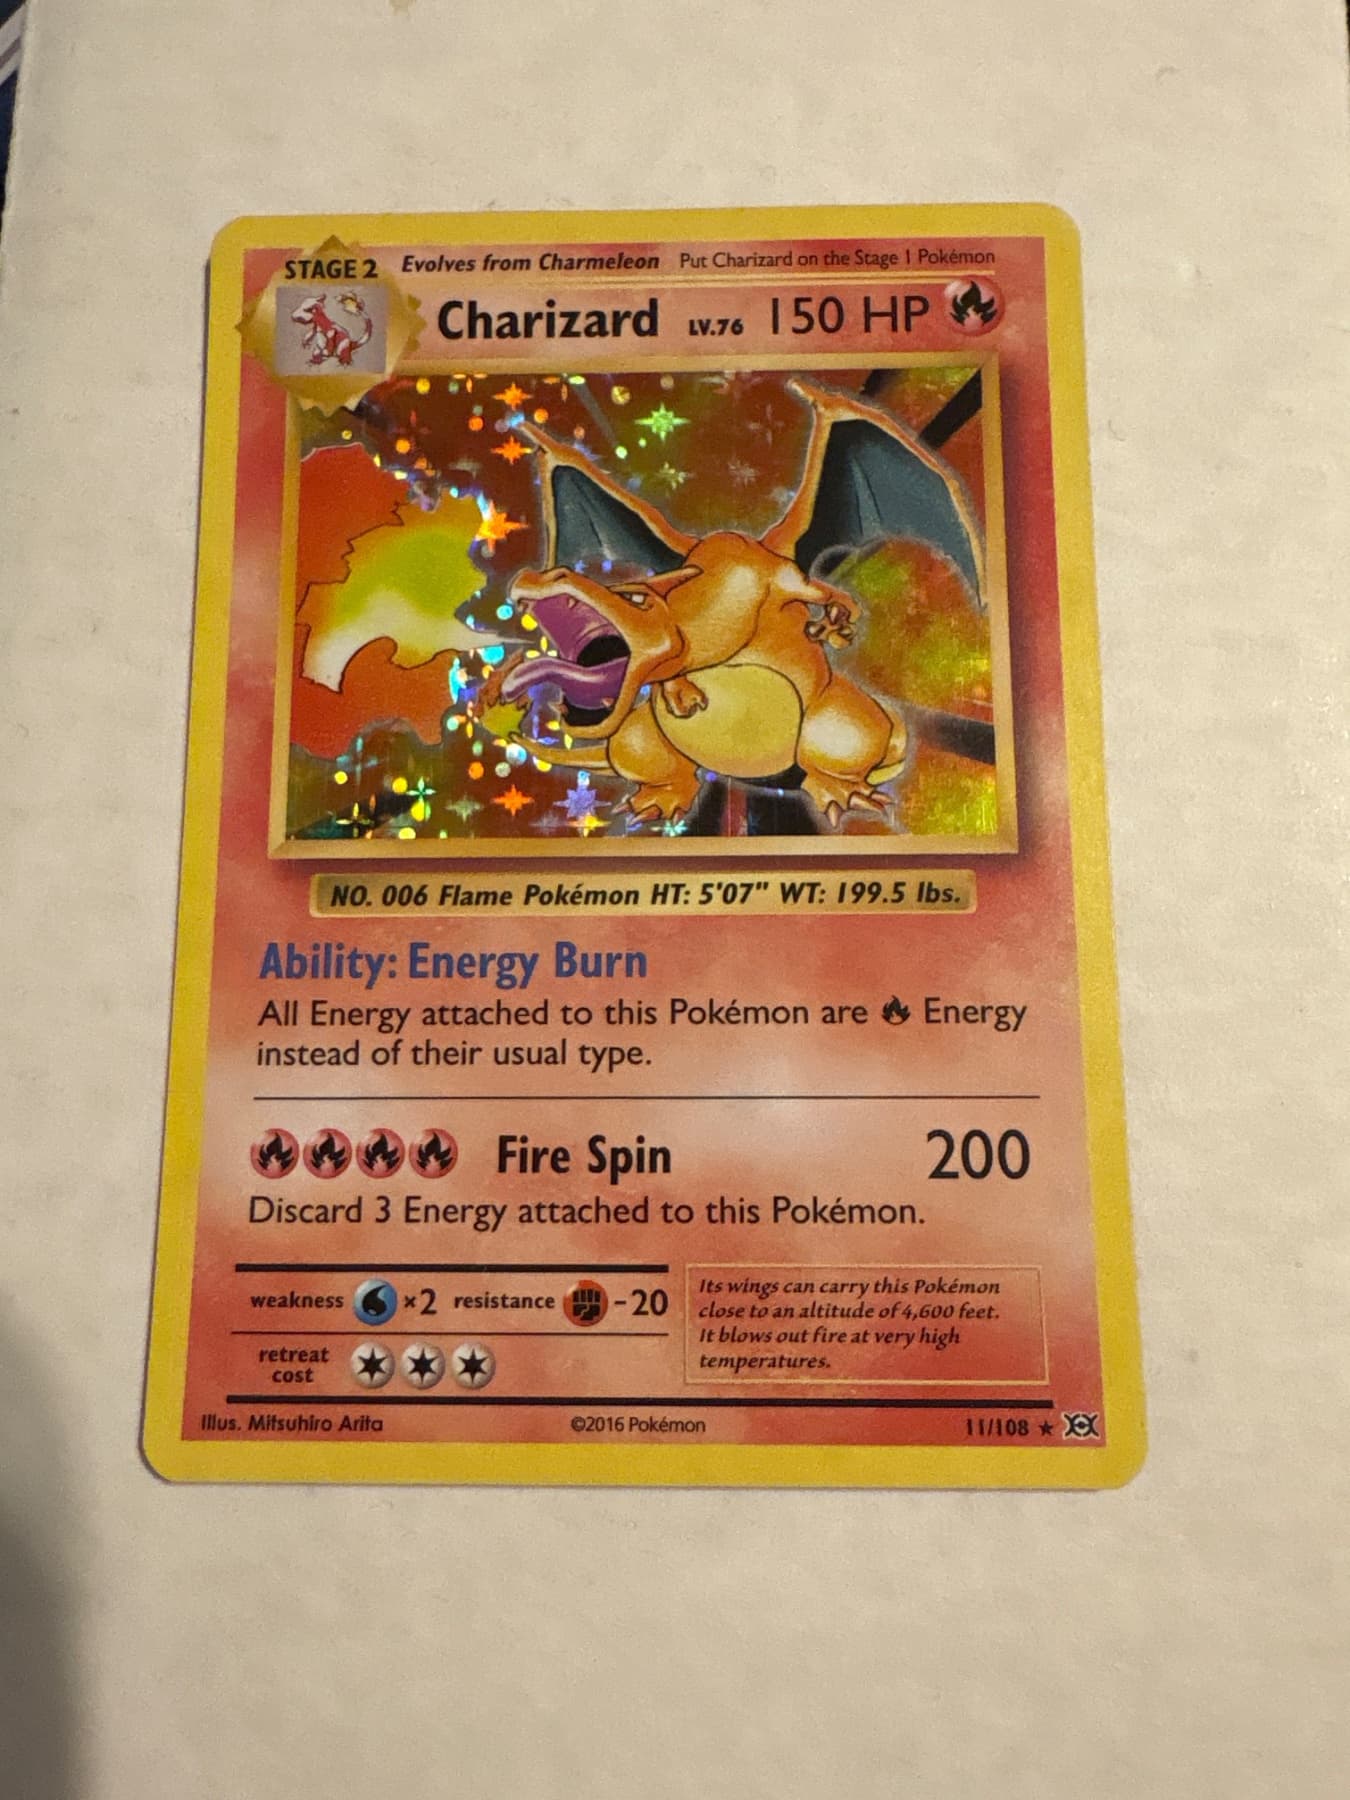 STAGE 2 Evolves from Charmeleon Put Charizard on the Stage 1 Pokémon
Charizard LV.76 150 HP
NO. 006 Flame Pokémon HT: 5'07" WT: 199.5 lbs.
Ability: Energy Burn
All Energy attached to this Pokémon are Energy
instead of their usual type.
Fire Spin 200
Discard 3 Energy attached to this Pokémon.
weakness ×2 resistance -20
retreat
cost
Its wings can carry this Pokémon
close to an altitude of 4,600 feet.
It blows out fire at very high
temperatures.
Illus. Mitsuhiro Arita ©2016 Pokémon 11/108 ★